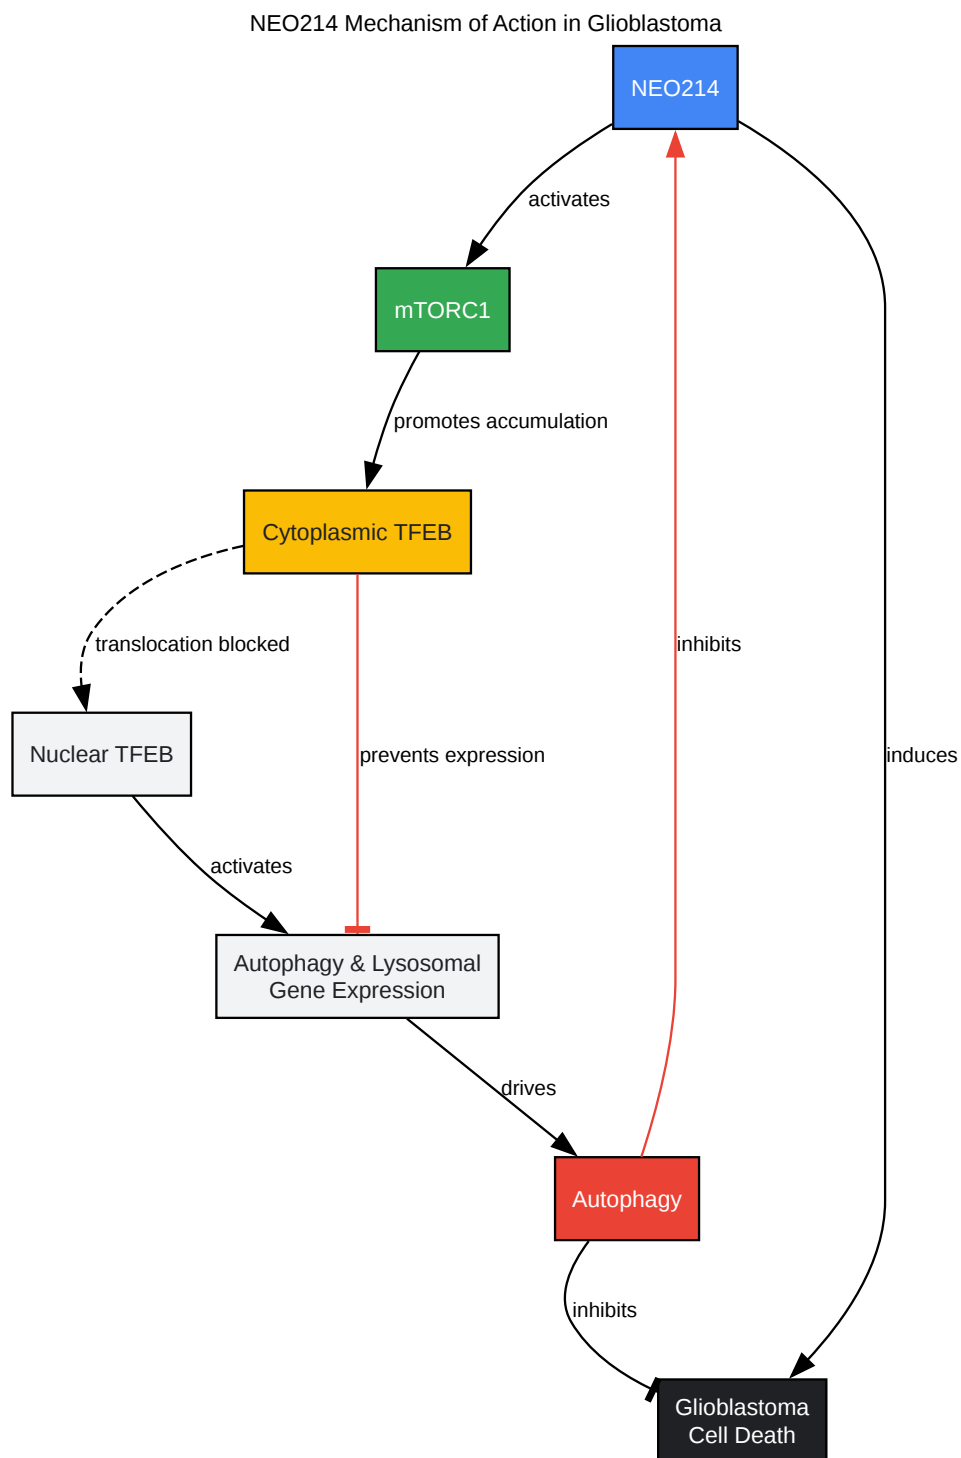 NEO214 Mechanism of Action in Glioblastoma
NEO214
activates
mTORC1
promotes accumulation
Cytoplasmic TFEB
translocation blocked
inhibits
Nuclear TFEB
prevents expression
induces
activates
Autophagy & Lysosomal
Gene Expression
drives
Autophagy
inhibits
Glioblastoma
Cell Death